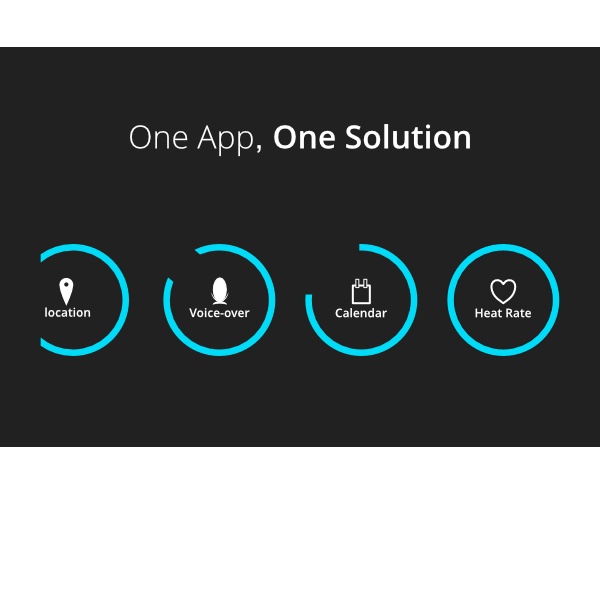 One App, One Solution
location
Voice-over
Calendar
Heat Rate